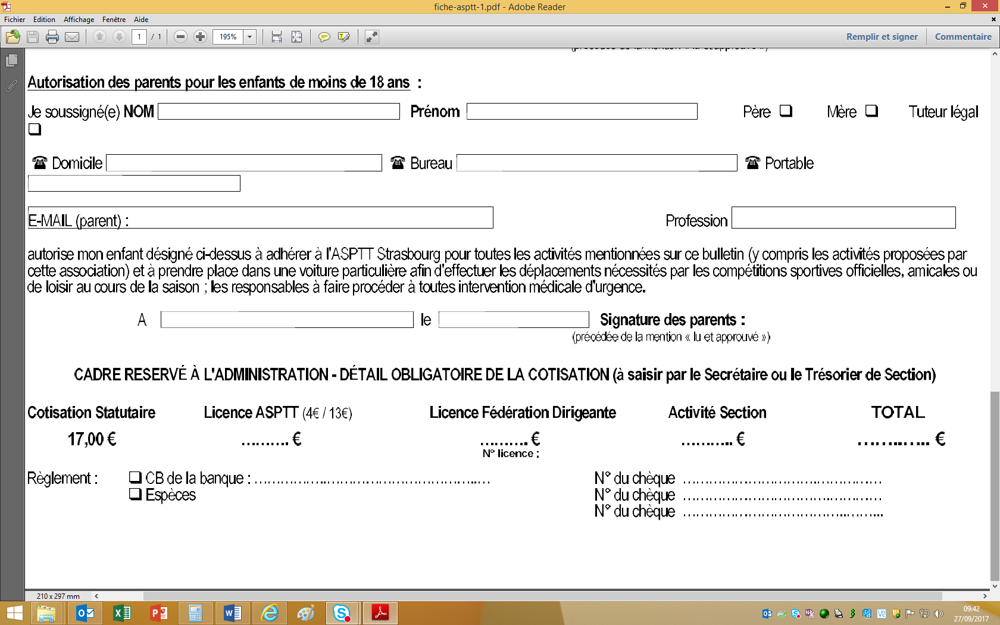 fiche-asptt-1.pdf - Adobe Reader
Fichier Edition Affichage Fenêtre Aide
1 / 1 195% Remplir et signer Commentaire
(précédée de la mention « lu et approuvé »)
Autorisation des parents pour les enfants de moins de 18 ans :
Je soussigné(e) NOM Prénom Père ❑ Mère ❑ Tuteur légal
❑
☎ Domicile ☎ Bureau ☎ Portable
E-MAIL (parent) : Profession
autorise mon enfant désigné ci-dessus à adhérer à l'ASPTT Strasbourg pour toutes les activités mentionnées sur ce bulletin (y compris les activités proposées par
cette association) et à prendre place dans une voiture particulière afin d'effectuer les déplacements nécessités par les compétitions sportives officielles, amicales ou
de loisir au cours de la saison ; les responsables à faire procéder à toutes intervention médicale d'urgence.
A le Signature des parents :
(précédée de la mention « lu et approuvé »)
CADRE RESERVÉ À L'ADMINISTRATION - DÉTAIL OBLIGATOIRE DE LA COTISATION (à saisir par le Secrétaire ou le Trésorier de Section)
Cotisation Statutaire Licence ASPTT (4€ / 13€) Licence Fédération Dirigeante Activité Section TOTAL
17,00 € ………. € ………. € ……….. € ……..….. €
N° licence :
Règlement : ❑ CB de la banque : ……………..……………………..… N° du chèque ………………………….…………
❑ Espèces N° du chèque ……………………………..………
N° du chèque ……………………………..……...
210 x 297 mm
09:42
27/09/2017